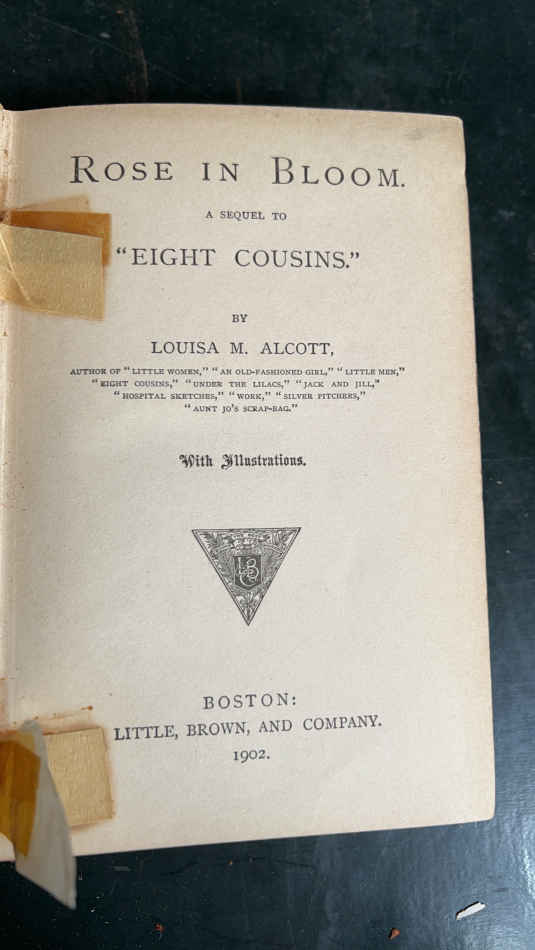 ROSE IN BLOOM.
A SEQUEL TO
"EIGHT COUSINS."
BY
LOUISA M. ALCOTT,
AUTHOR OF "LITTLE WOMEN," "AN OLD-FASHIONED GIRL," "LITTLE MEN,"
"EIGHT COUSINS," "UNDER THE LILACS," "JACK AND JILL,"
"HOSPITAL SKETCHES," "WORK," "SILVER PITCHERS,"
"AUNT JO'S SCRAP-BAG."
With Illustrations.
LB
C
BOSTON:
LITTLE, BROWN, AND COMPANY.
1902.